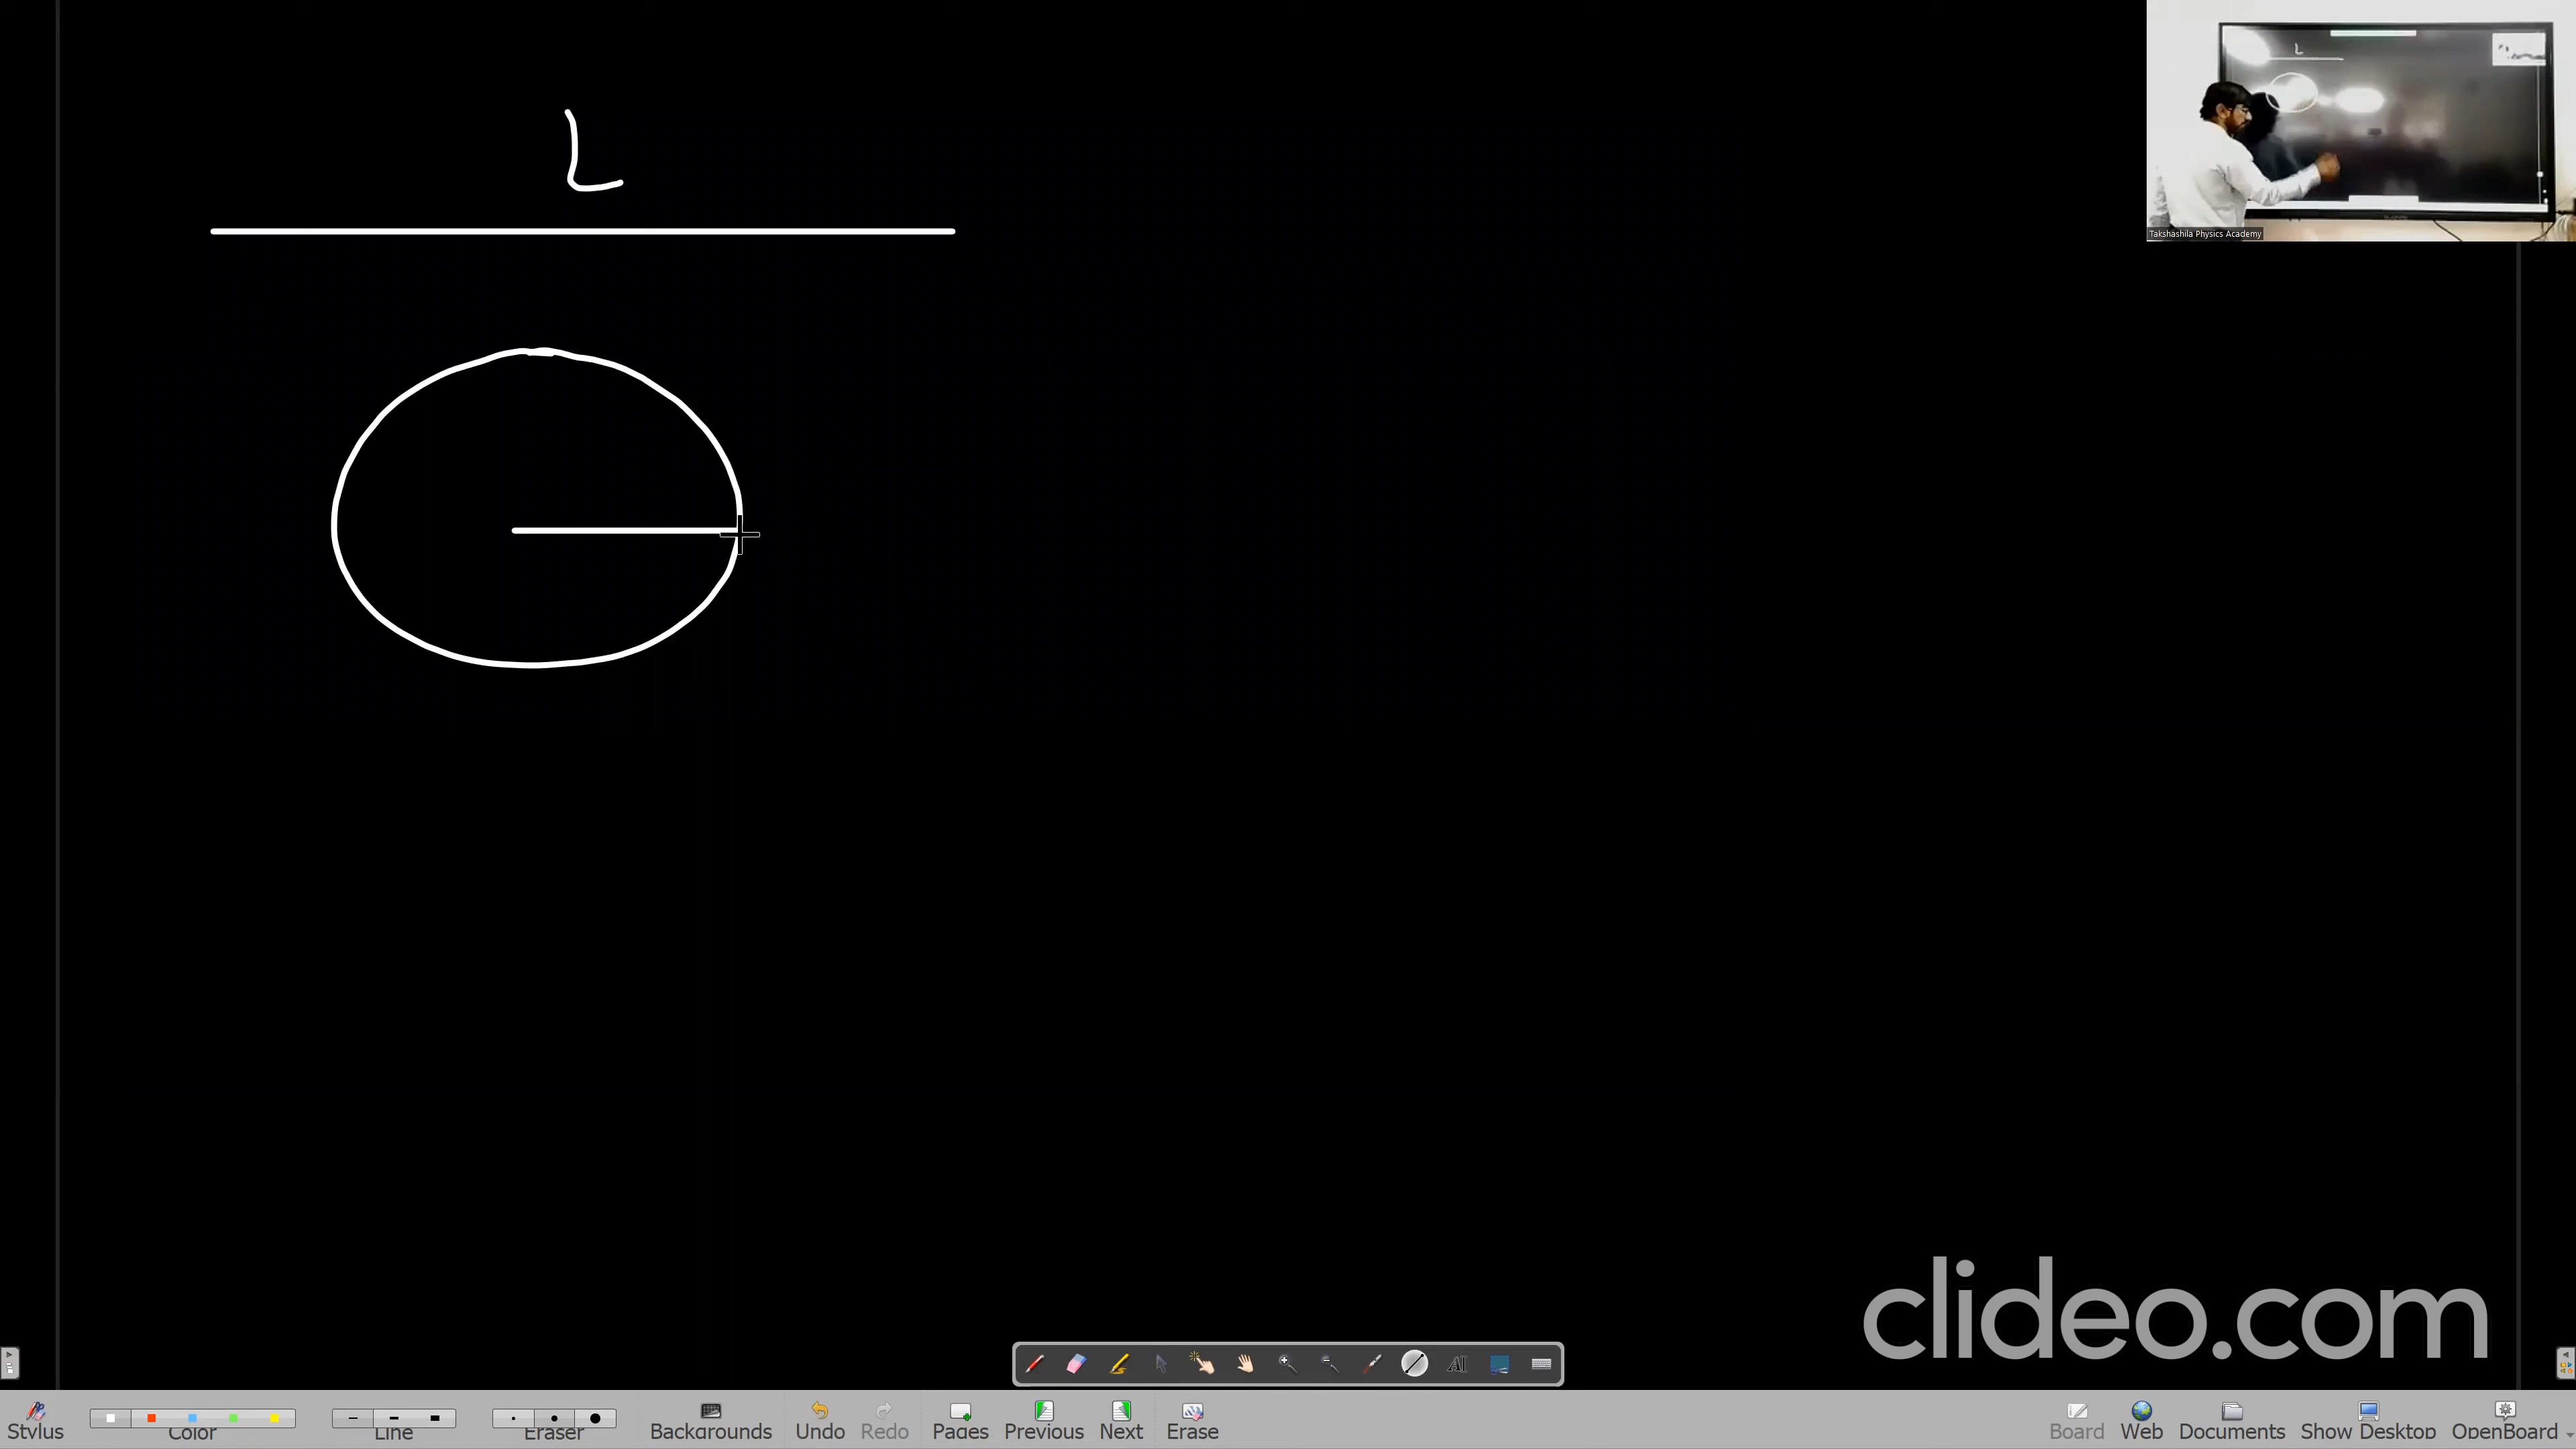 L
Takshashila Physics Academy
clideo.com
Stylus Color Line Eraser Backgrounds Undo Redo Pages Previous Next Erase Board Web Documents Show Desktop OpenBoard